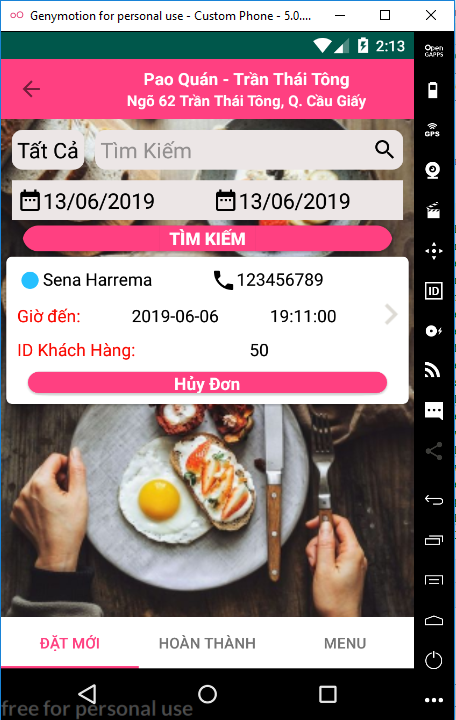 Genymotion for personal use - Custom Phone - 5.0....
2:13
Open
GAPPS
Pao Quán - Trần Thái Tông
Ngõ 62 Trần Thái Tông, Q. Cầu Giấy
GPS
Tất Cả
Tìm Kiếm
13/06/2019
13/06/2019
TÌM KIẾM
Sena Harrema
123456789
ID
Giờ đến:
2019-06-06
19:11:00
ID Khách Hàng:
50
Hủy Đơn
ĐẶT MỚI
HOÀN THÀNH
MENU
free for personal use